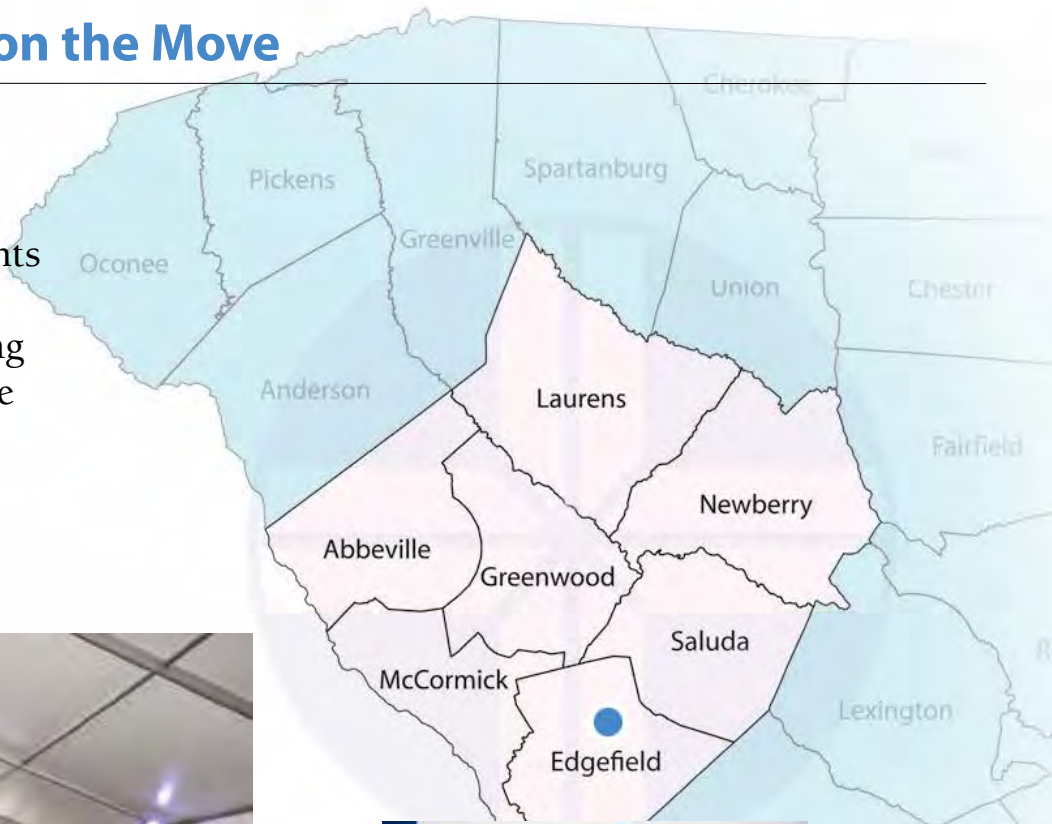 on the Move
Cherokee
Spartanburg
Pickens
nts
Greenville
Oconee
Union
Chester
ng
Anderson
e
Laurens
Fairfield
Newberry
Abbeville
Greenwood
Saluda
McCormick
Lexington
Edgefield